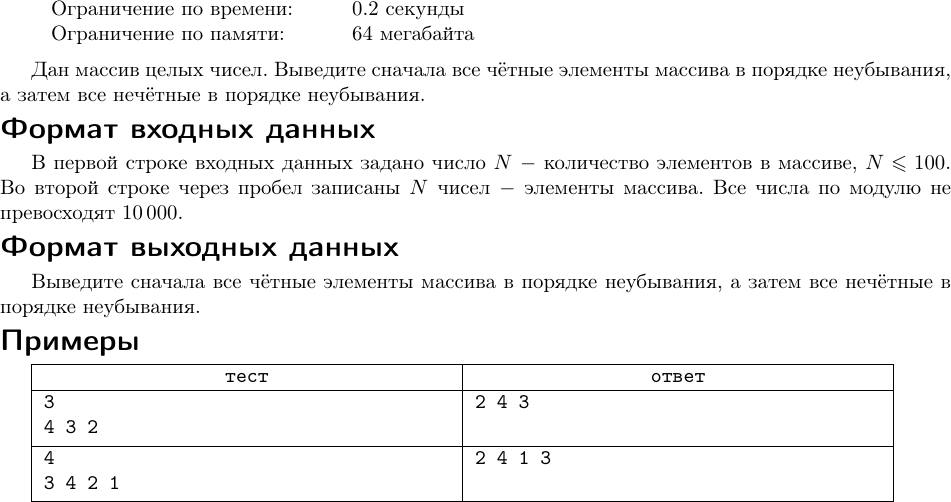 Ограничение по времени: 0.2 секунды
Ограничение по памяти: 64 мегабайта
Дан массив целых чисел. Выведите сначала все чётные элементы массива в порядке неубывания,
а затем все нечётные в порядке неубывания.
Формат входных данных
В первой строке входных данных задано число N − количество элементов в массиве, N ⩽ 100.
Во второй строке через пробел записаны N чисел − элементы массива. Все числа по модулю не
превосходят 10 000.
Формат выходных данных
Выведите сначала все чётные элементы массива в порядке неубывания, а затем все нечётные в
порядке неубывания.
Примеры
тест ответ
3 2 4 3
4 3 2
4 2 4 1 3
3 4 2 1